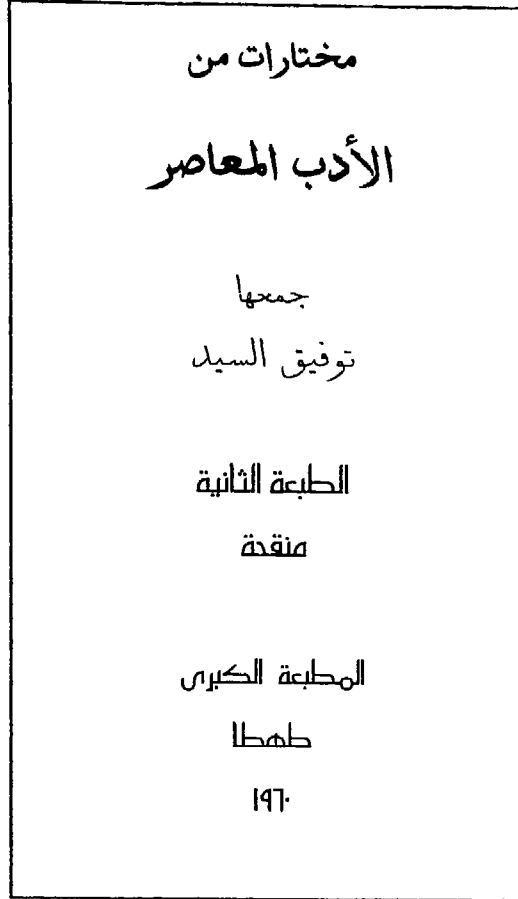 مختارات من
الأدب المعاصر
جمعها
توفيق السيد
الطبعة الثانية
منقحة
المطبعة الكبرى
طهطا
١٩٦٠